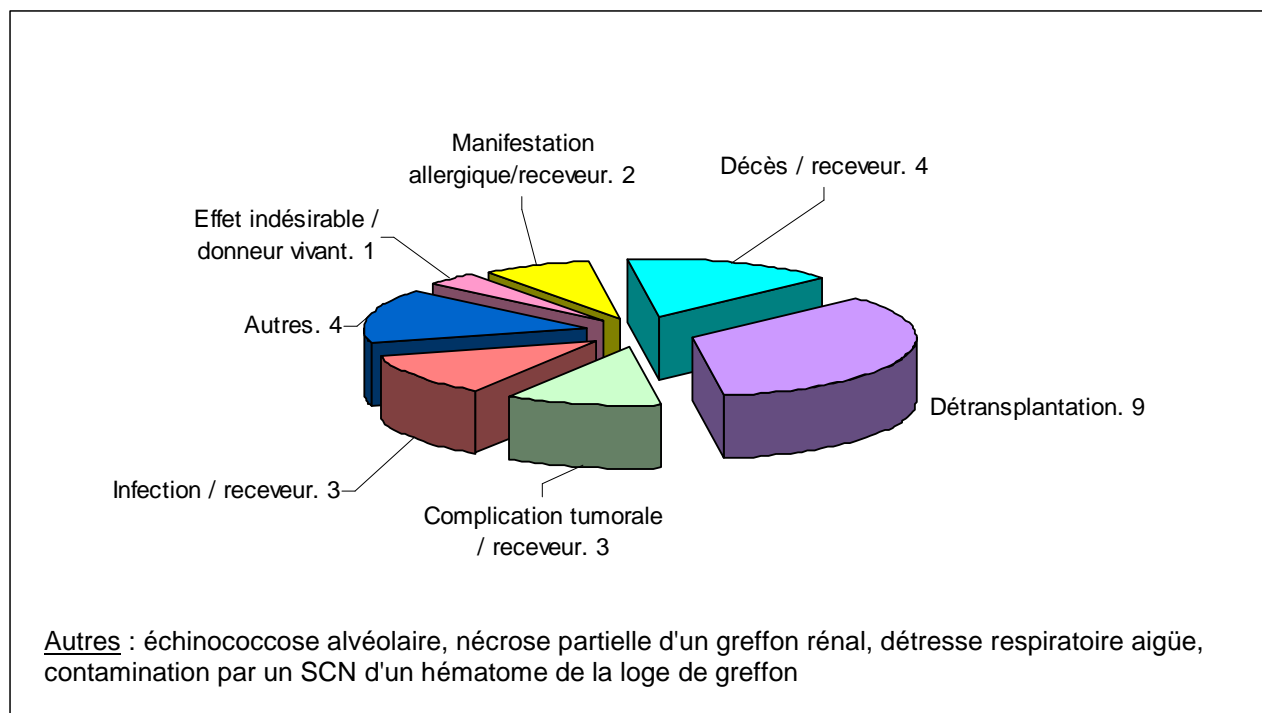 Manifestation
allergique/receveur. 2
Décès / receveur. 4
Effet indésirable /
donneur vivant. 1
Autres. 4
Détransplantation. 9
Infection / receveur. 3
Complication tumorale
/ receveur. 3
Autres : échinococcose alvéolaire, nécrose partielle d'un greffon rénal, détresse respiratoire aigüe,
contamination par un SCN d'un hématome de la loge de greffon